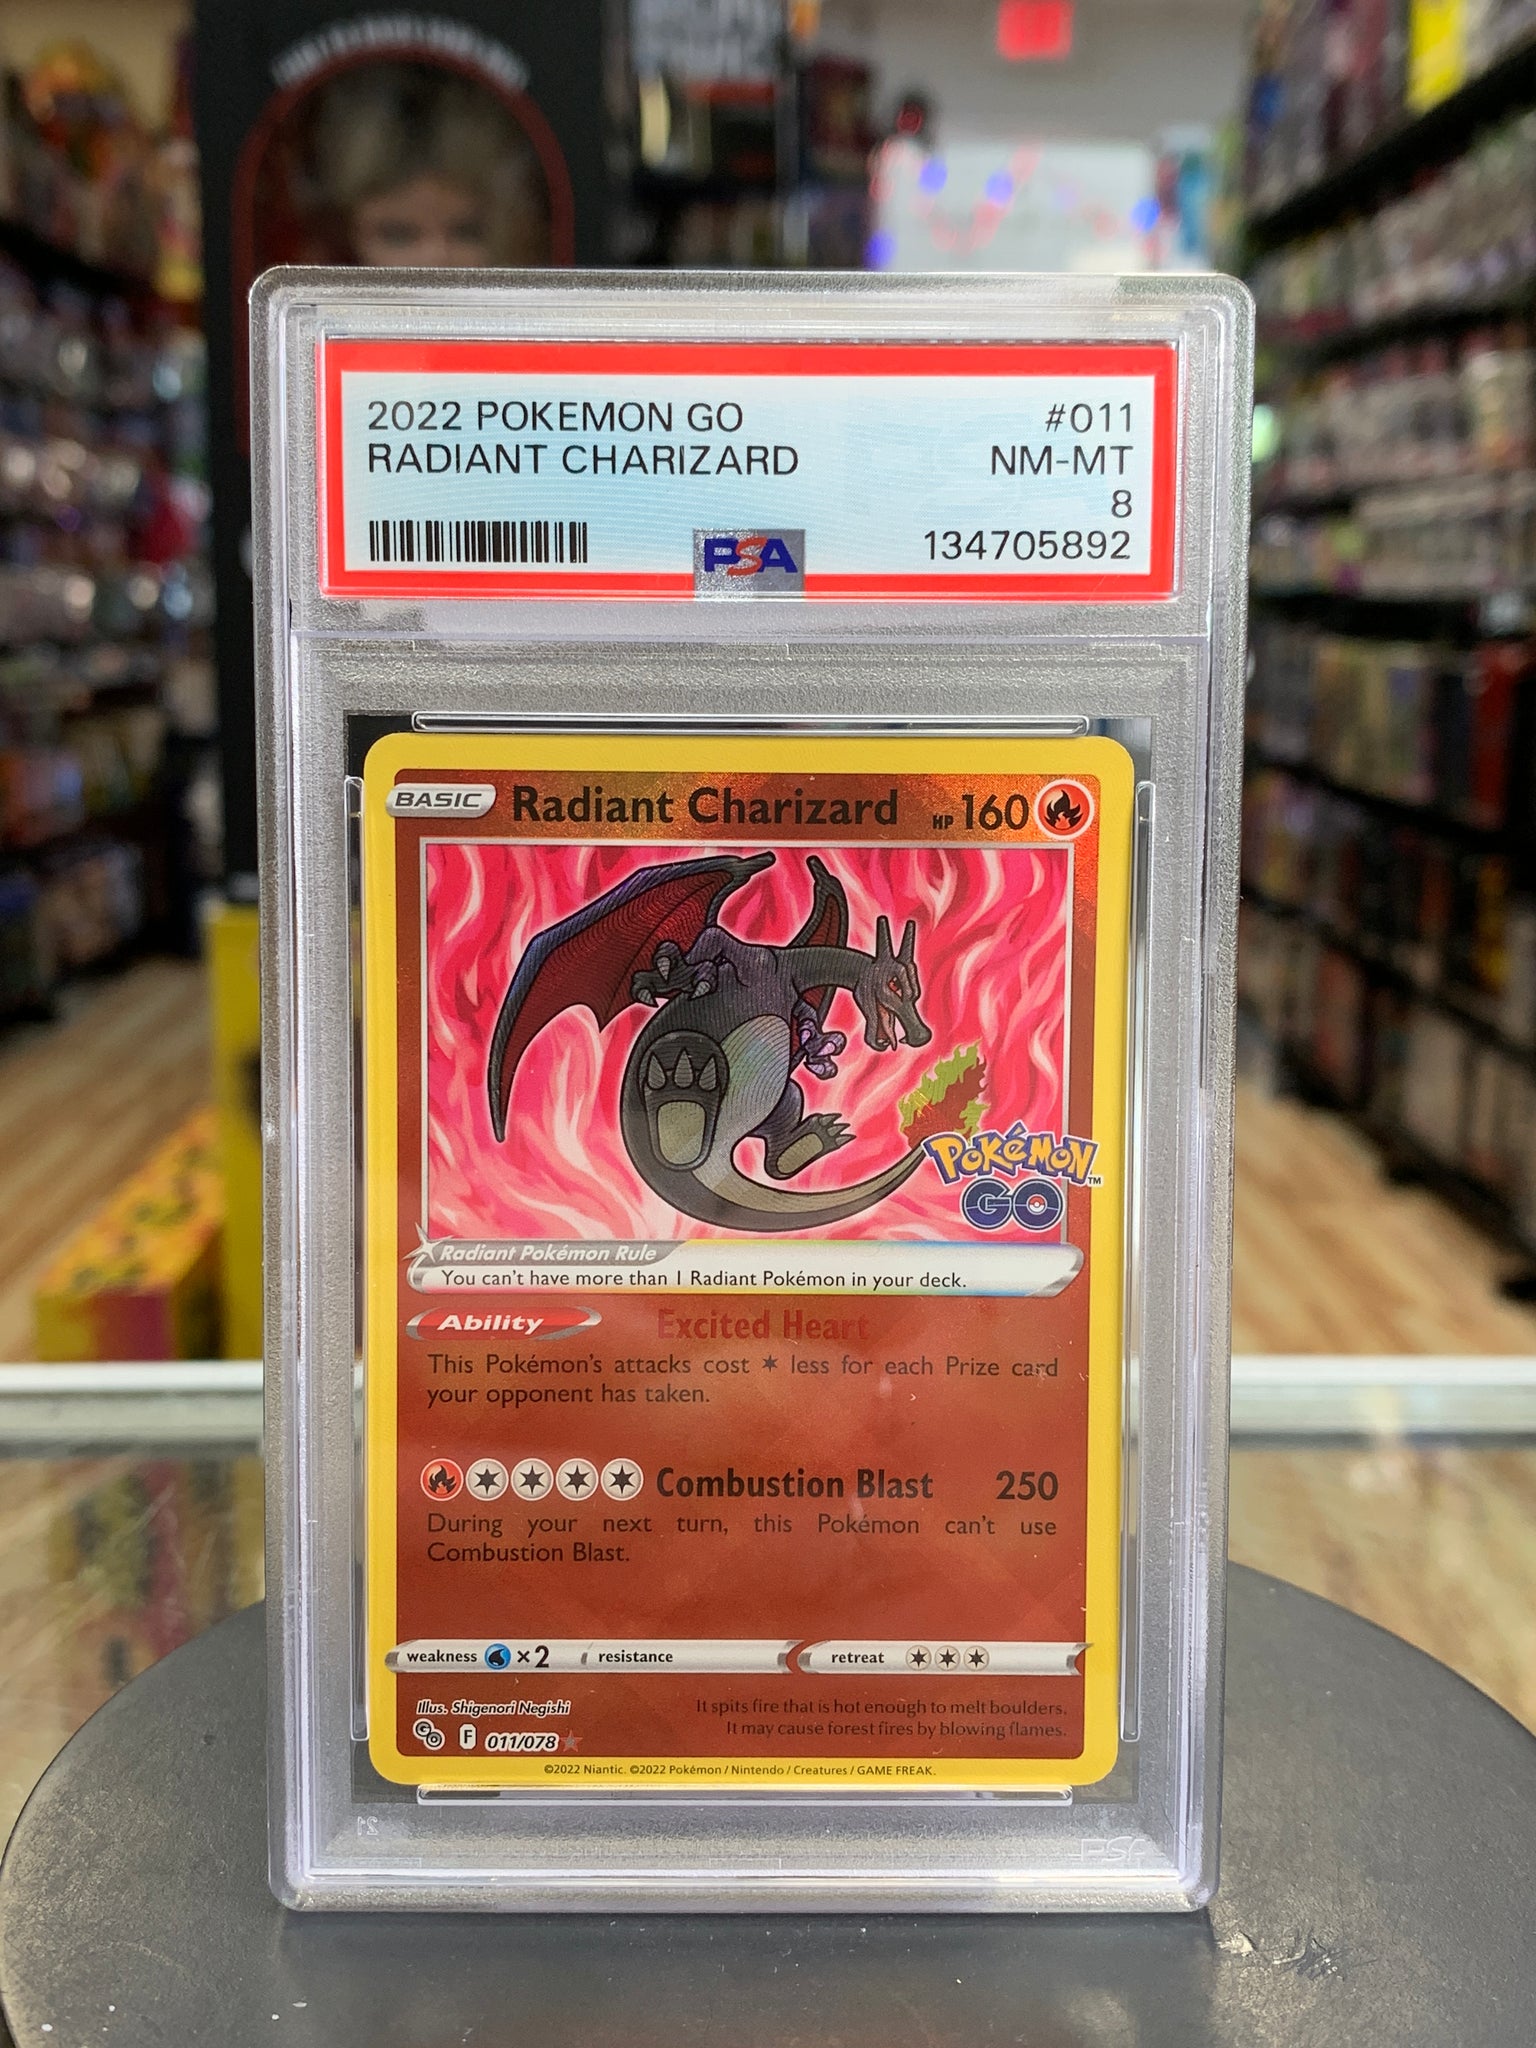 2022 POKEMON GO #011
RADIANT CHARIZARD NM-MT
8
PSA 134705892
BASIC Radiant Charizard HP 160
POKéMON™
GO
Radiant Pokémon Rule
You can't have more than 1 Radiant Pokémon in your deck.
Ability Excited Heart
This Pokémon's attacks cost less for each Prize card
your opponent has taken.
Combustion Blast 250
During your next turn, this Pokémon can't use
Combustion Blast.
weakness ×2 resistance retreat
Illus. Shigenori Negishi
It spits fire that is hot enough to melt boulders.
It may cause forest fires by blowing flames.
GO F 011/078
©2022 Niantic. ©2022 Pokémon / Nintendo / Creatures / GAME FREAK.
PSA